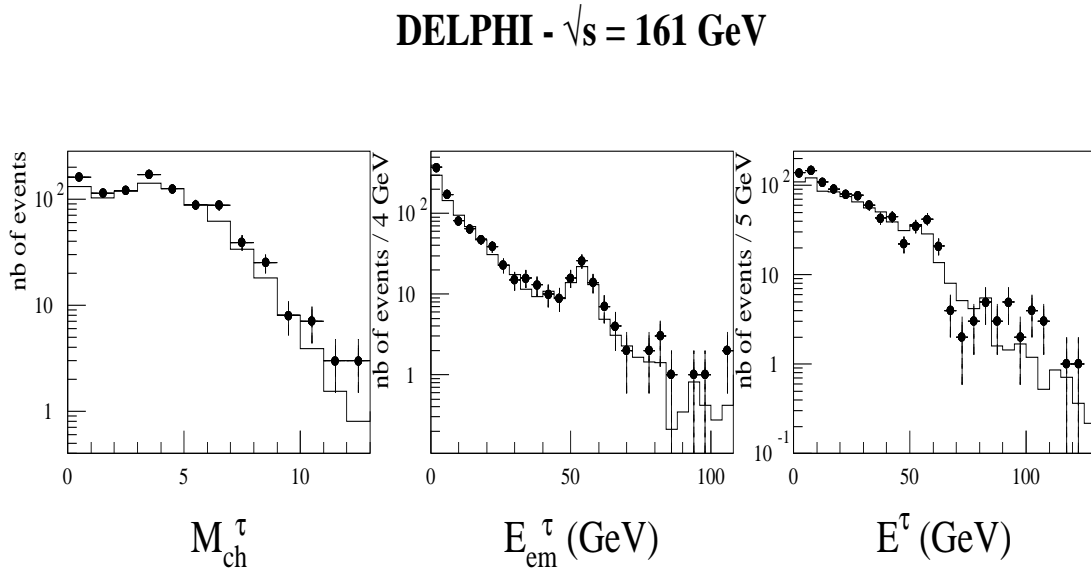 DELPHI - √s = 161 GeV
nb of events
10²
10
1
0 5 10
M_ch^τ
nb of events / 4 GeV
10²
10
1
0 50 100
E_em^τ (GeV)
nb of events / 5 GeV
10²
10
1
10⁻¹
0 50 100
E^τ (GeV)